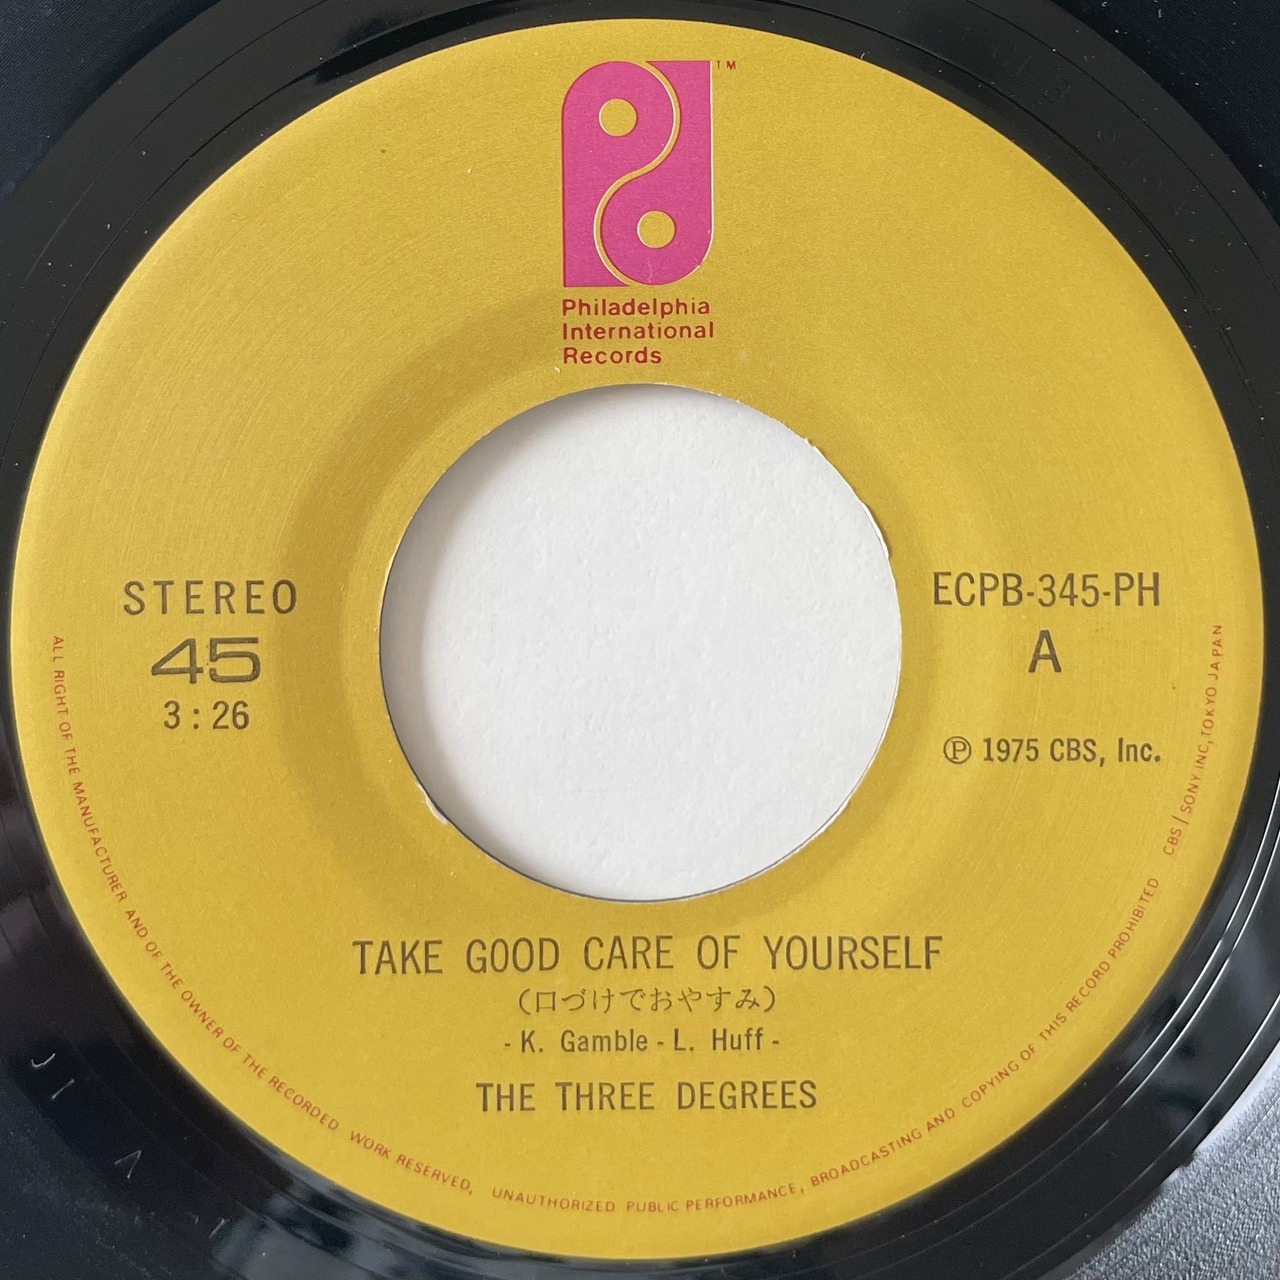 TM
Philadelphia
International
Records
STEREO
45
3:26
ECPB-345-PH
A
℗ 1975 CBS, Inc.
TAKE GOOD CARE OF YOURSELF
(口づけでおやすみ)
- K. Gamble - L. Huff -
THE THREE DEGREES
ALL RIGHT OF THE MANUFACTURER AND OF THE OWNER OF THE RECORDED WORK RESERVED, UNAUTHORIZED PUBLIC PERFORMANCE, BROADCASTING AND COPYING OF THIS RECORD PROHIBITED CBS/SONY INC, TOKYO JAPAN